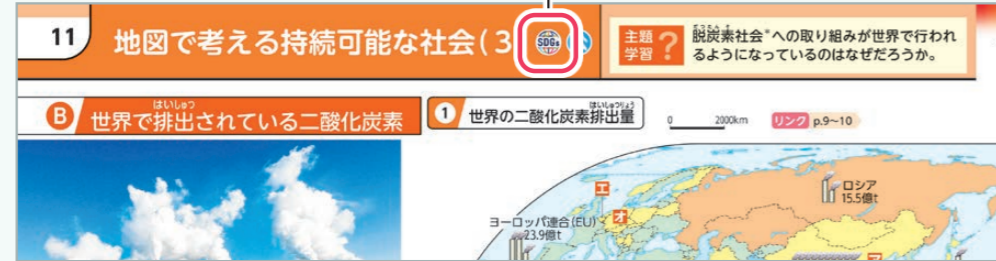 11
地図で考える持続可能な社会(3
SDGs
主題
学習
?
だつたんそ
脱炭素社会*への取り組みが世界で行われ
るようになっているのはなぜだろうか。
B
はいしゅつ
世界で排出されている二酸化炭素
1
はいしゅつりょう
世界の二酸化炭素排出量
0 2000km
リンク p.9~10
エ
ロシア
15.5億t
ヨーロッパ連合(EU)
23.9億t
オ
ア